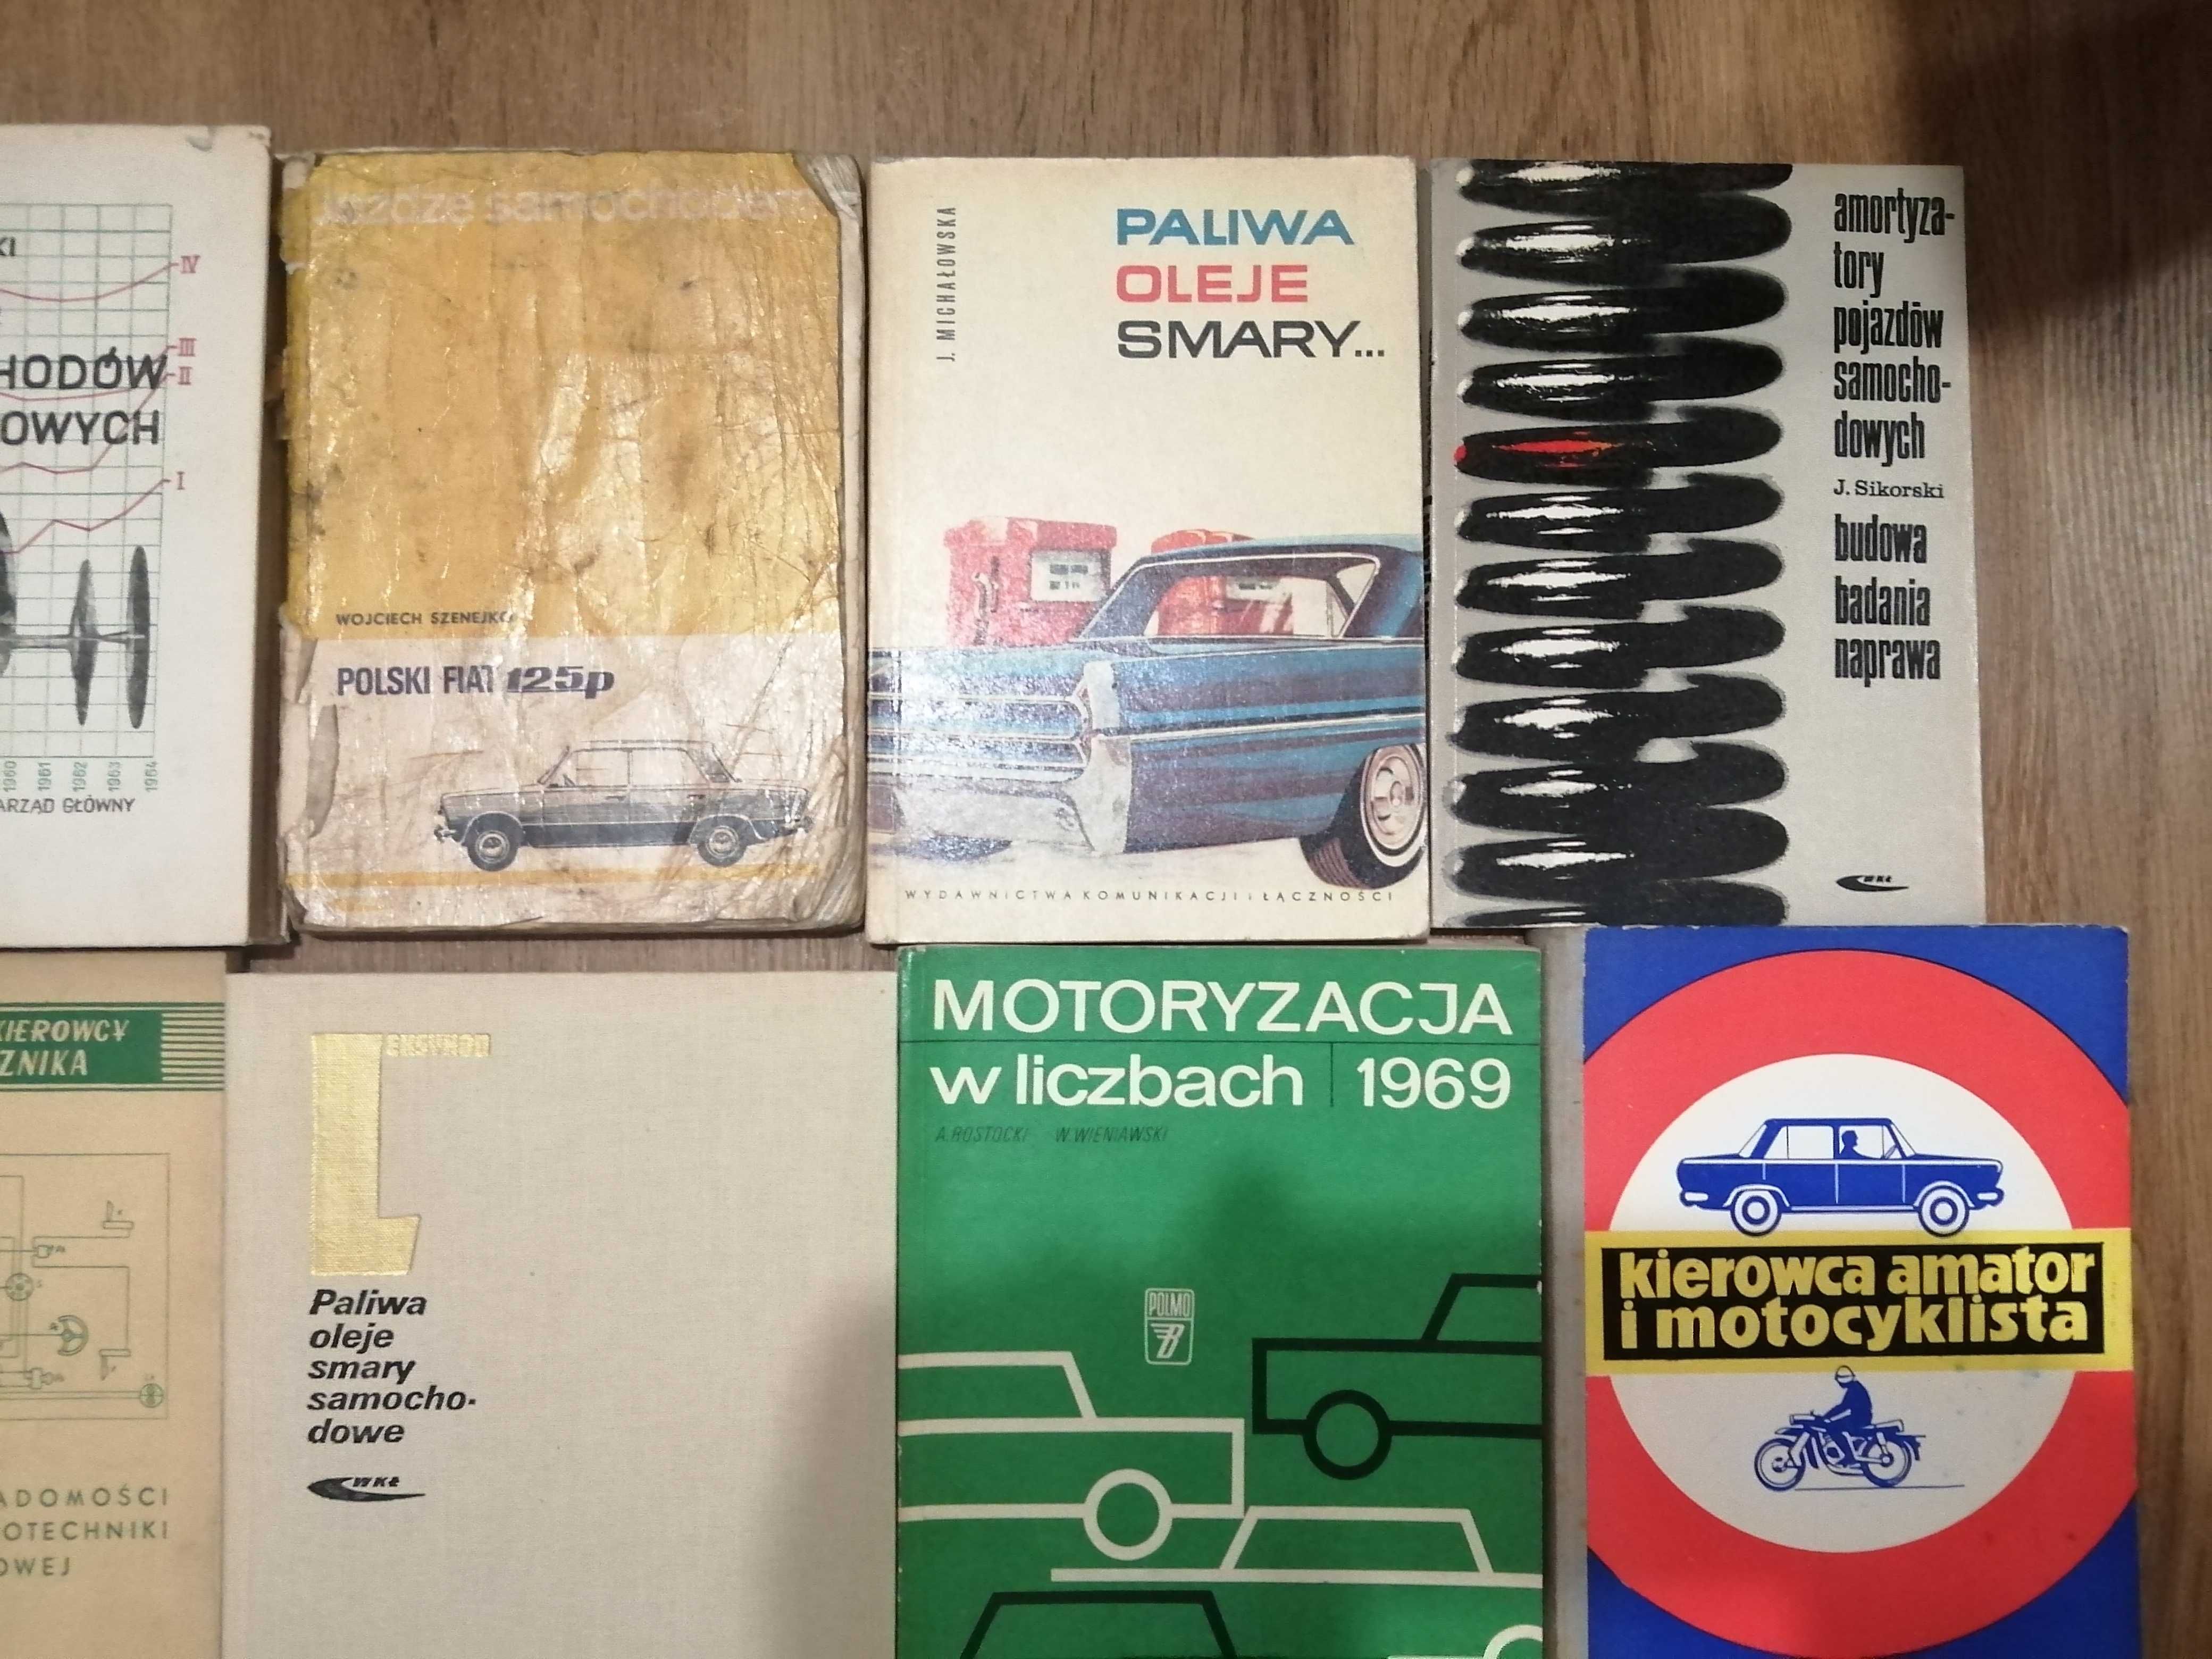 KI
IV
HODÓW
III
II
OWYCH
I
1960
1961
1962
1963
1964
ARZĄD GŁÓWNY
Jeżdżę samochodem
WOJCIECH SZENEJKO
POLSKI FIAT 125p
J. MICHAŁOWSKA
PALIWA
OLEJE
SMARY...
WYDAWNICTWA KOMUNIKACJI i ŁĄCZNOŚCI
amortyza-
tory
pojazdów
samocho-
dowych
J. Sikorski
budowa
badania
naprawa
WKŁ
KIEROWCY
ZNIKA
ADOMOŚCI
OTECHNIKI
OWEJ
Paliwa
oleje
smary
samocho-
dowe
WKŁ
MOTORYZACJA
w liczbach 1969
A.ROSTOCKI W.WIENIAWSKI
POLMO
kierowca amator
i motocyklista